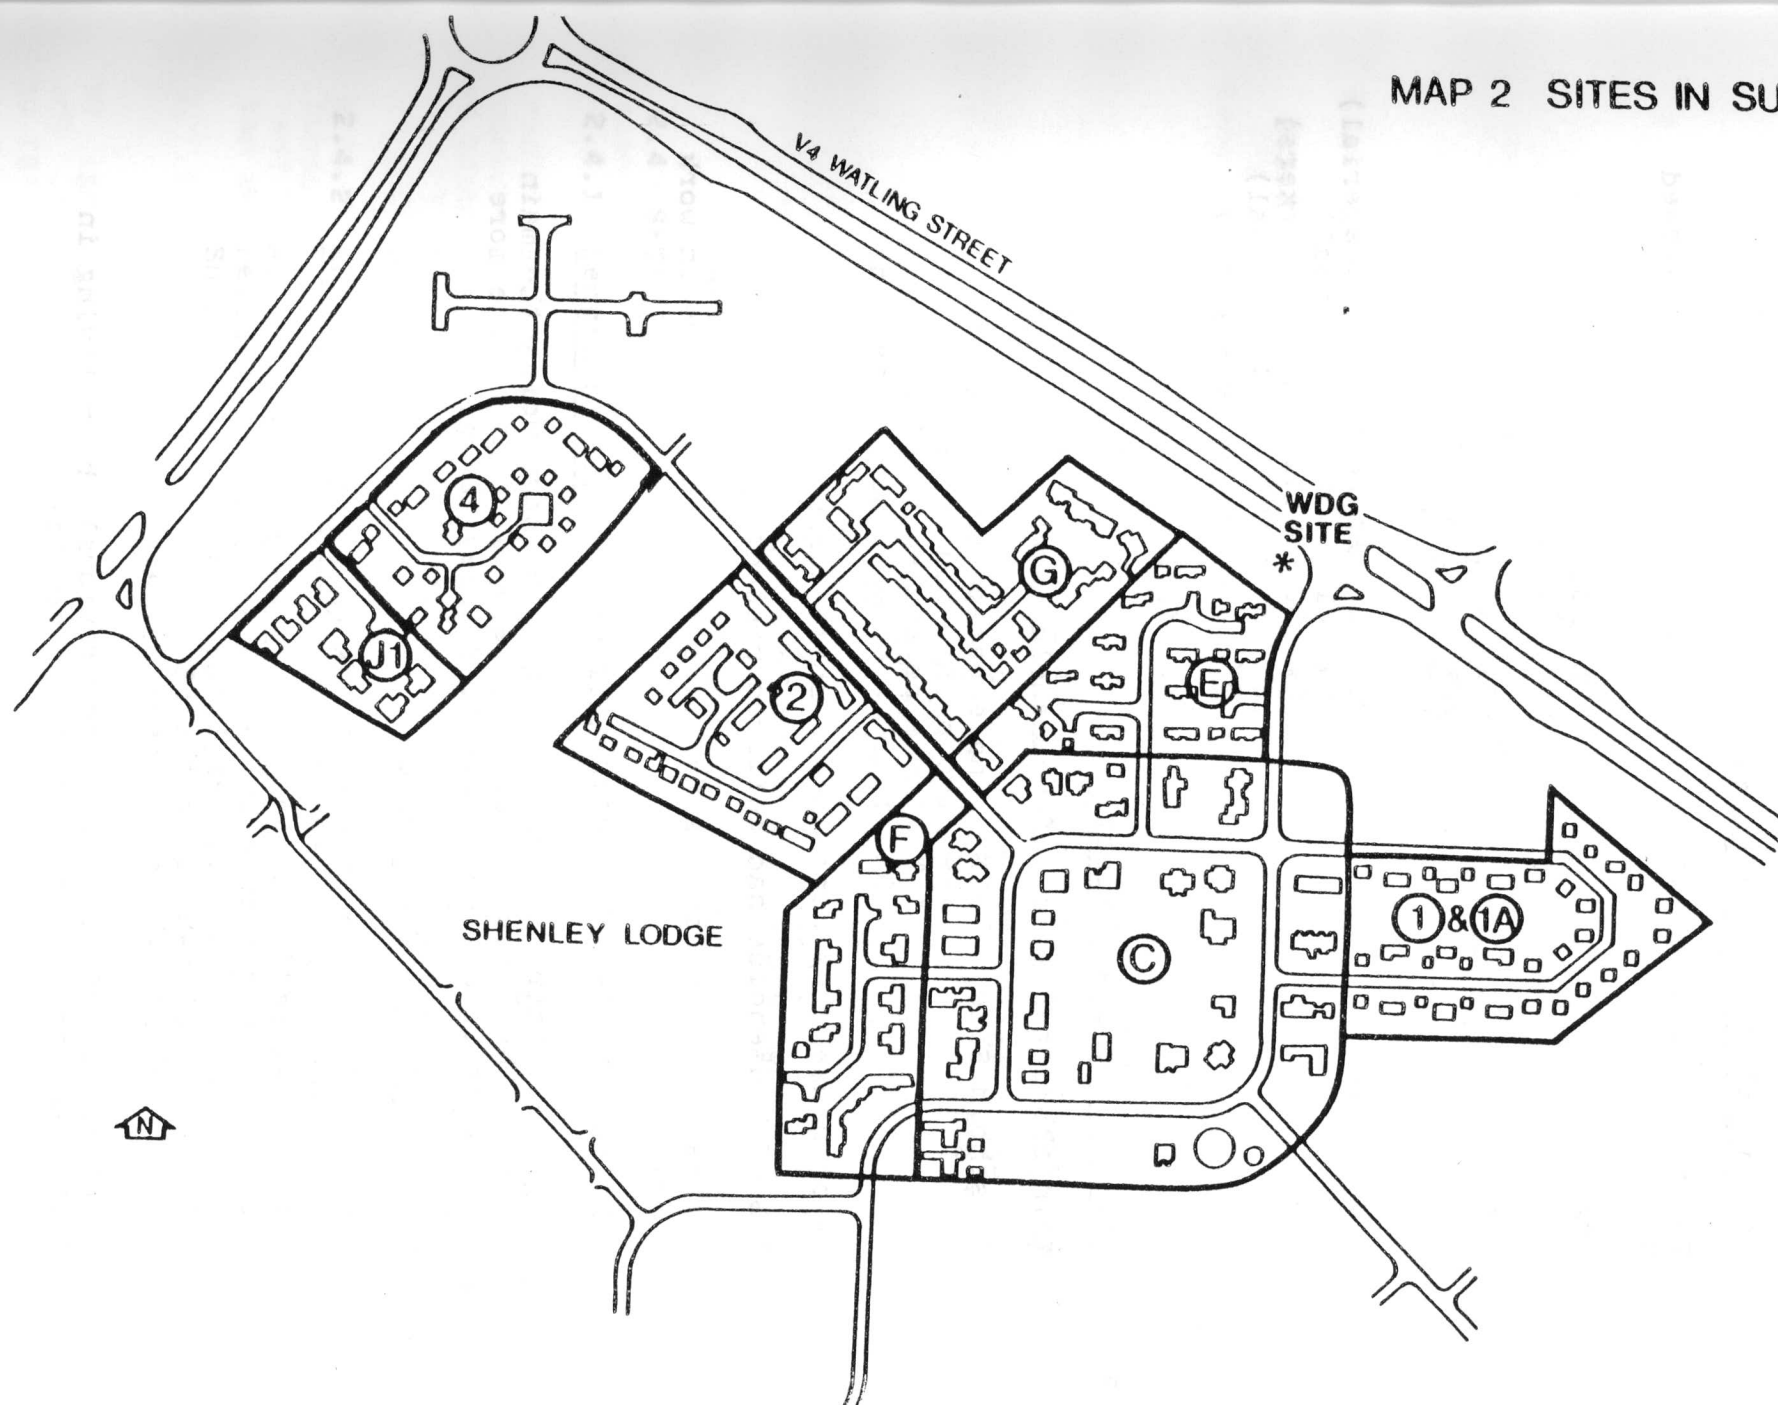 MAP 2 SITES IN SU
V4 WATLING STREET
WDG
SITE
*
4
G
J1
E
2
F
1 & 1A
SHENLEY LODGE
C
N